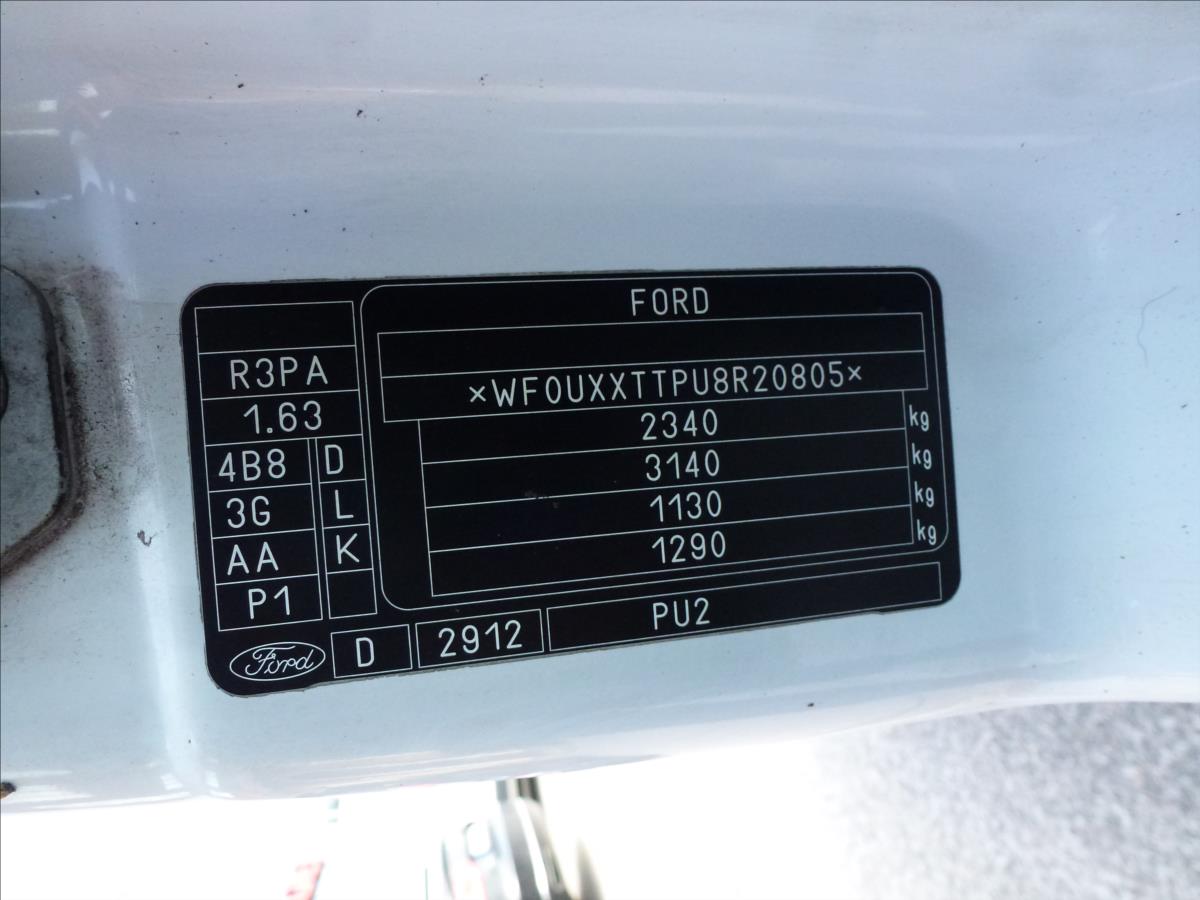 FORD
×WF0UXXTTPU8R20805×
2340 kg
3140 kg
1130 kg
1290 kg
R3PA
1.63
4B8 D
3G L
AA K
P1
Ford D 2912 PU2